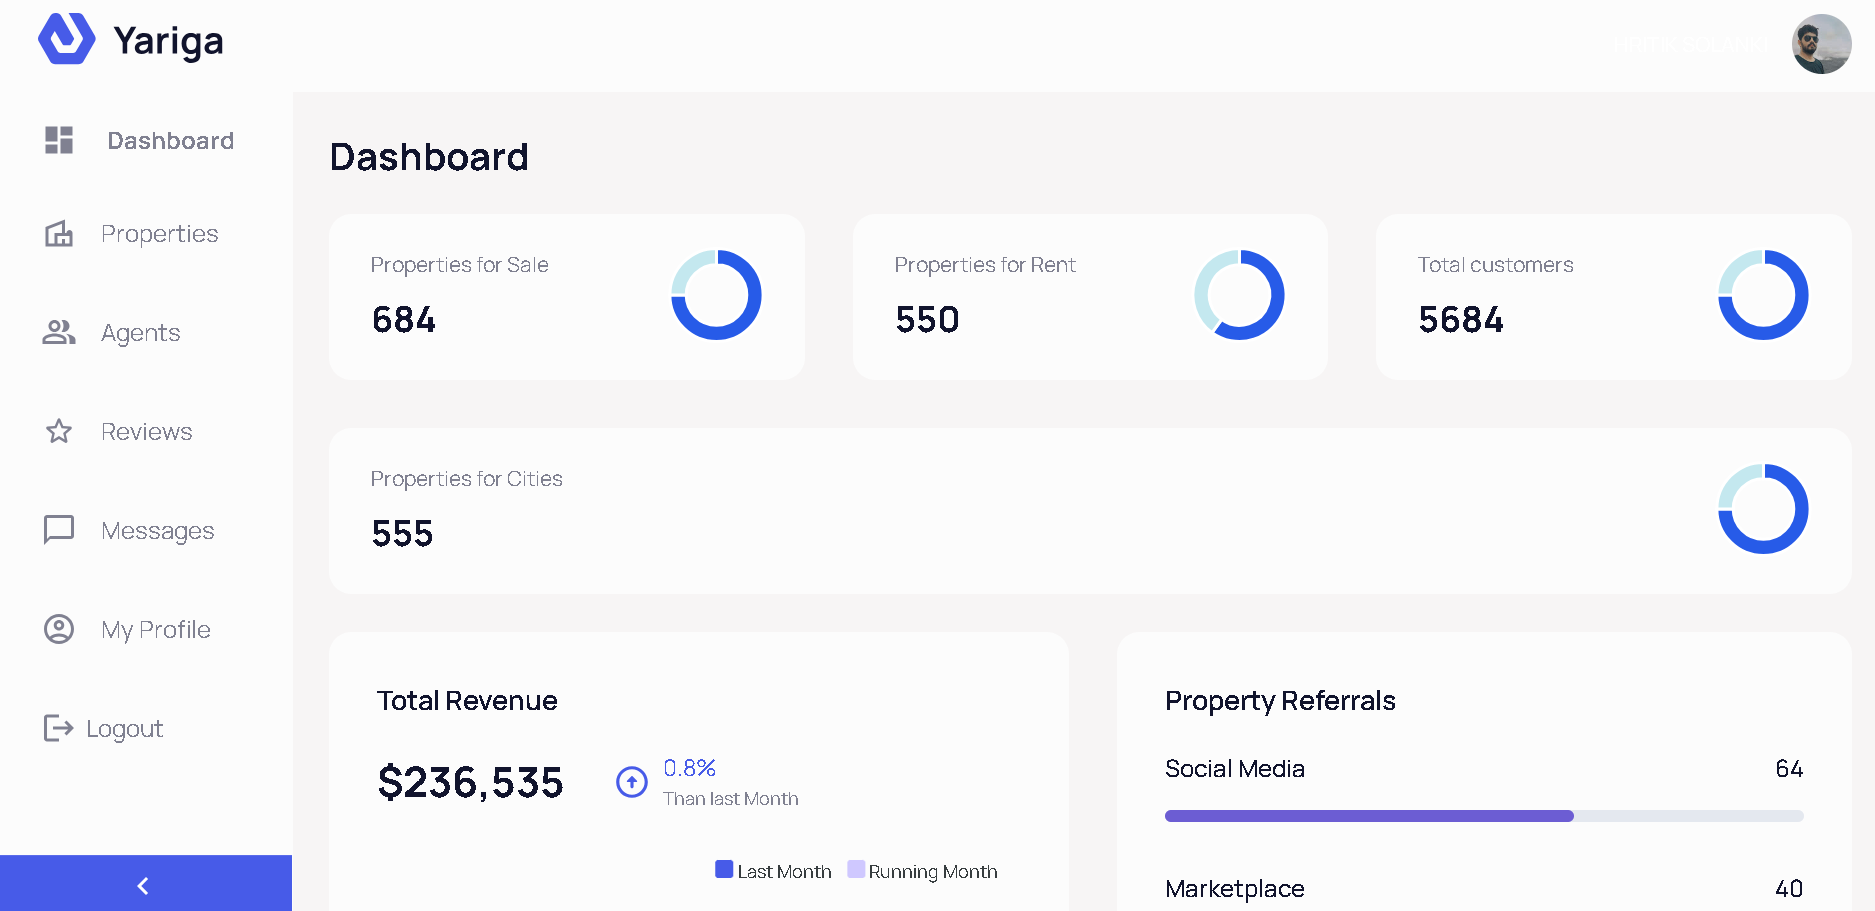 Yariga
Dashboard
Properties
Agents
Reviews
Messages
My Profile
Logout
Dashboard
Properties for Sale
684
Properties for Rent
550
Total customers
5684
Properties for Cities
555
Total Revenue
$236,535
0.8%
Than last Month
Last Month
Running Month
Property Referrals
Social Media
64
Marketplace
40